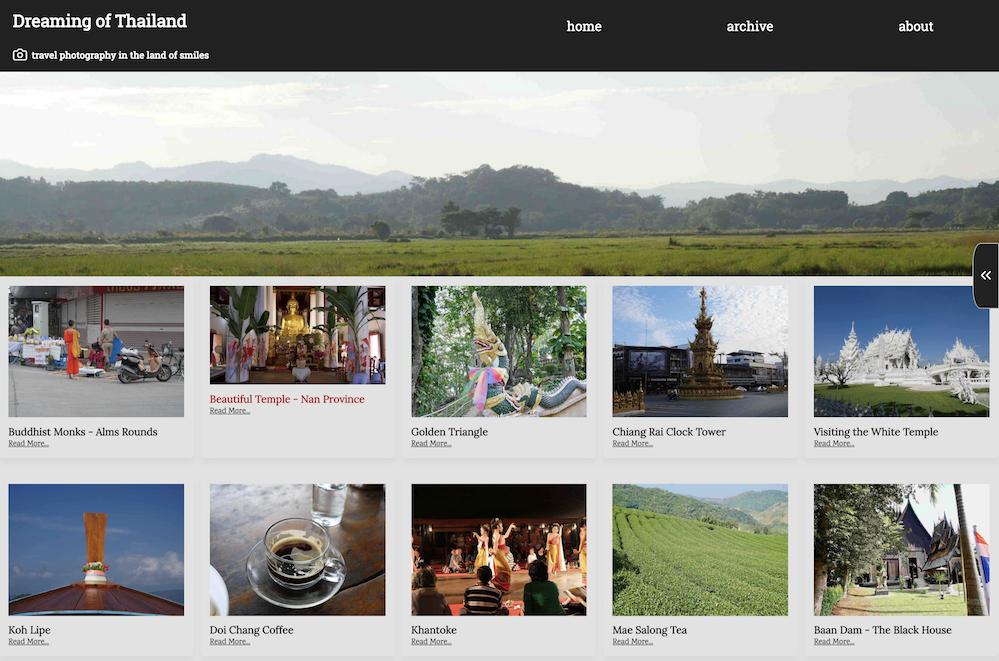 Dreaming of Thailand
home
archive
about
travel photography in the land of smiles
«
Buddhist Monks - Alms Rounds
Read More...
Beautiful Temple - Nan Province
Read More...
Golden Triangle
Read More...
Chiang Rai Clock Tower
Read More...
Visiting the White Temple
Read More...
Koh Lipe
Read More...
Doi Chang Coffee
Read More...
Khantoke
Read More...
Mae Salong Tea
Read More...
Baan Dam - The Black House
Read More...